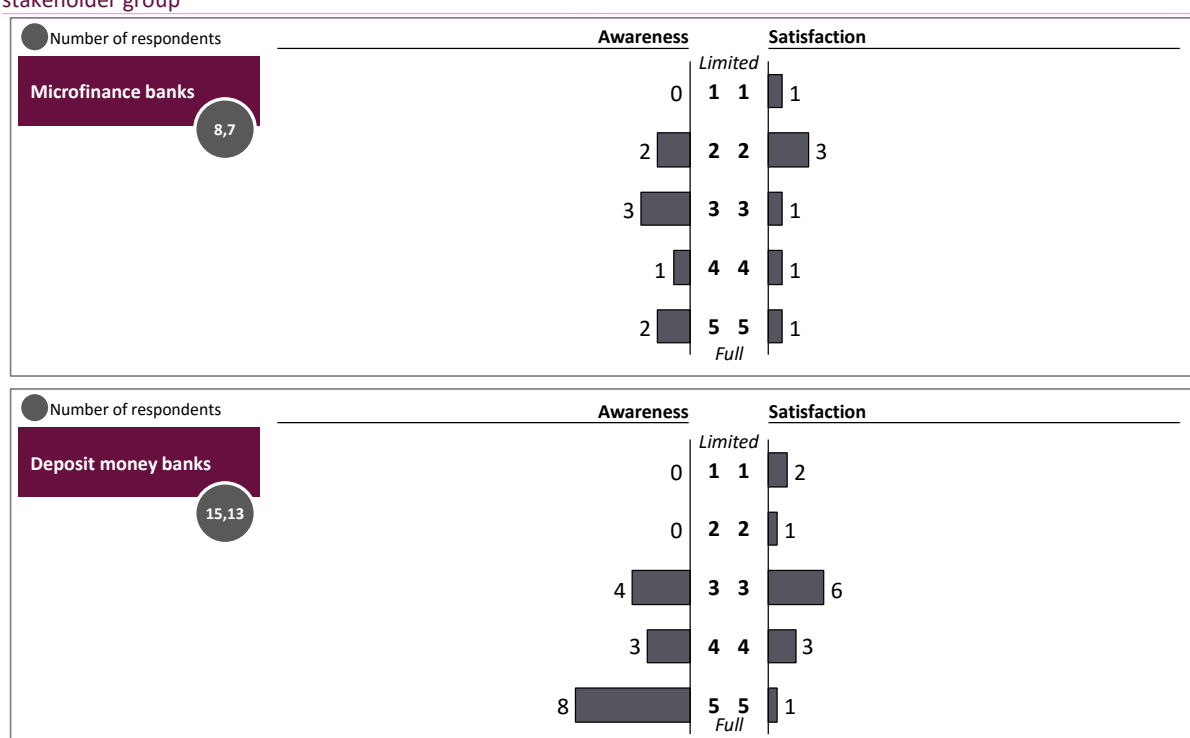 stakeholder group
Number of respondents
Awareness Satisfaction
Microfinance banks
8,7
Limited
0 1 1 1
2 2 2 3
3 3 3 1
1 4 4 1
2 5 5 1
Full
Number of respondents
Awareness Satisfaction
Deposit money banks
15,13
Limited
0 1 1 2
0 2 2 1
4 3 3 6
3 4 4 3
8 5 5 1
Full